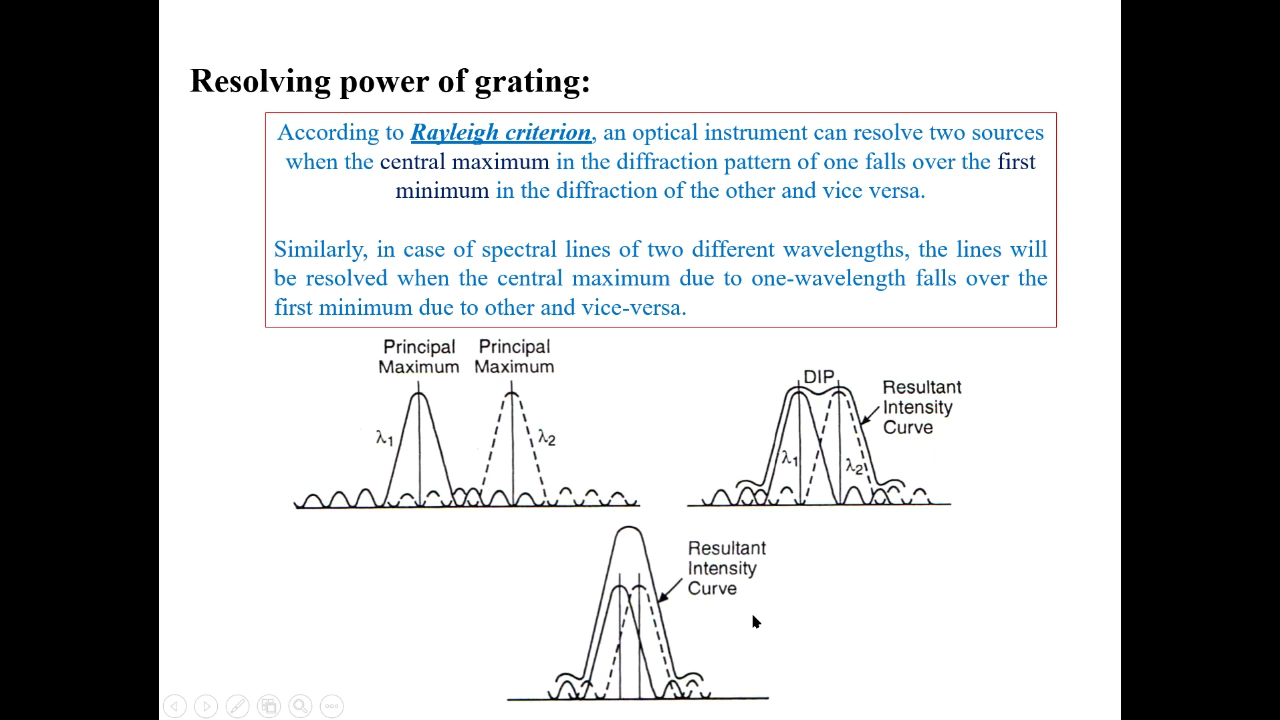 Resolving power of grating:
According to Rayleigh criterion, an optical instrument can resolve two sources
when the central maximum in the diffraction pattern of one falls over the first
minimum in the diffraction of the other and vice versa.
Similarly, in case of spectral lines of two different wavelengths, the lines will
be resolved when the central maximum due to one-wavelength falls over the
first minimum due to other and vice-versa.
Principal Principal
Maximum Maximum
λ1
λ2
DIP
Resultant
Intensity
Curve
λ1
λ2
Resultant
Intensity
Curve